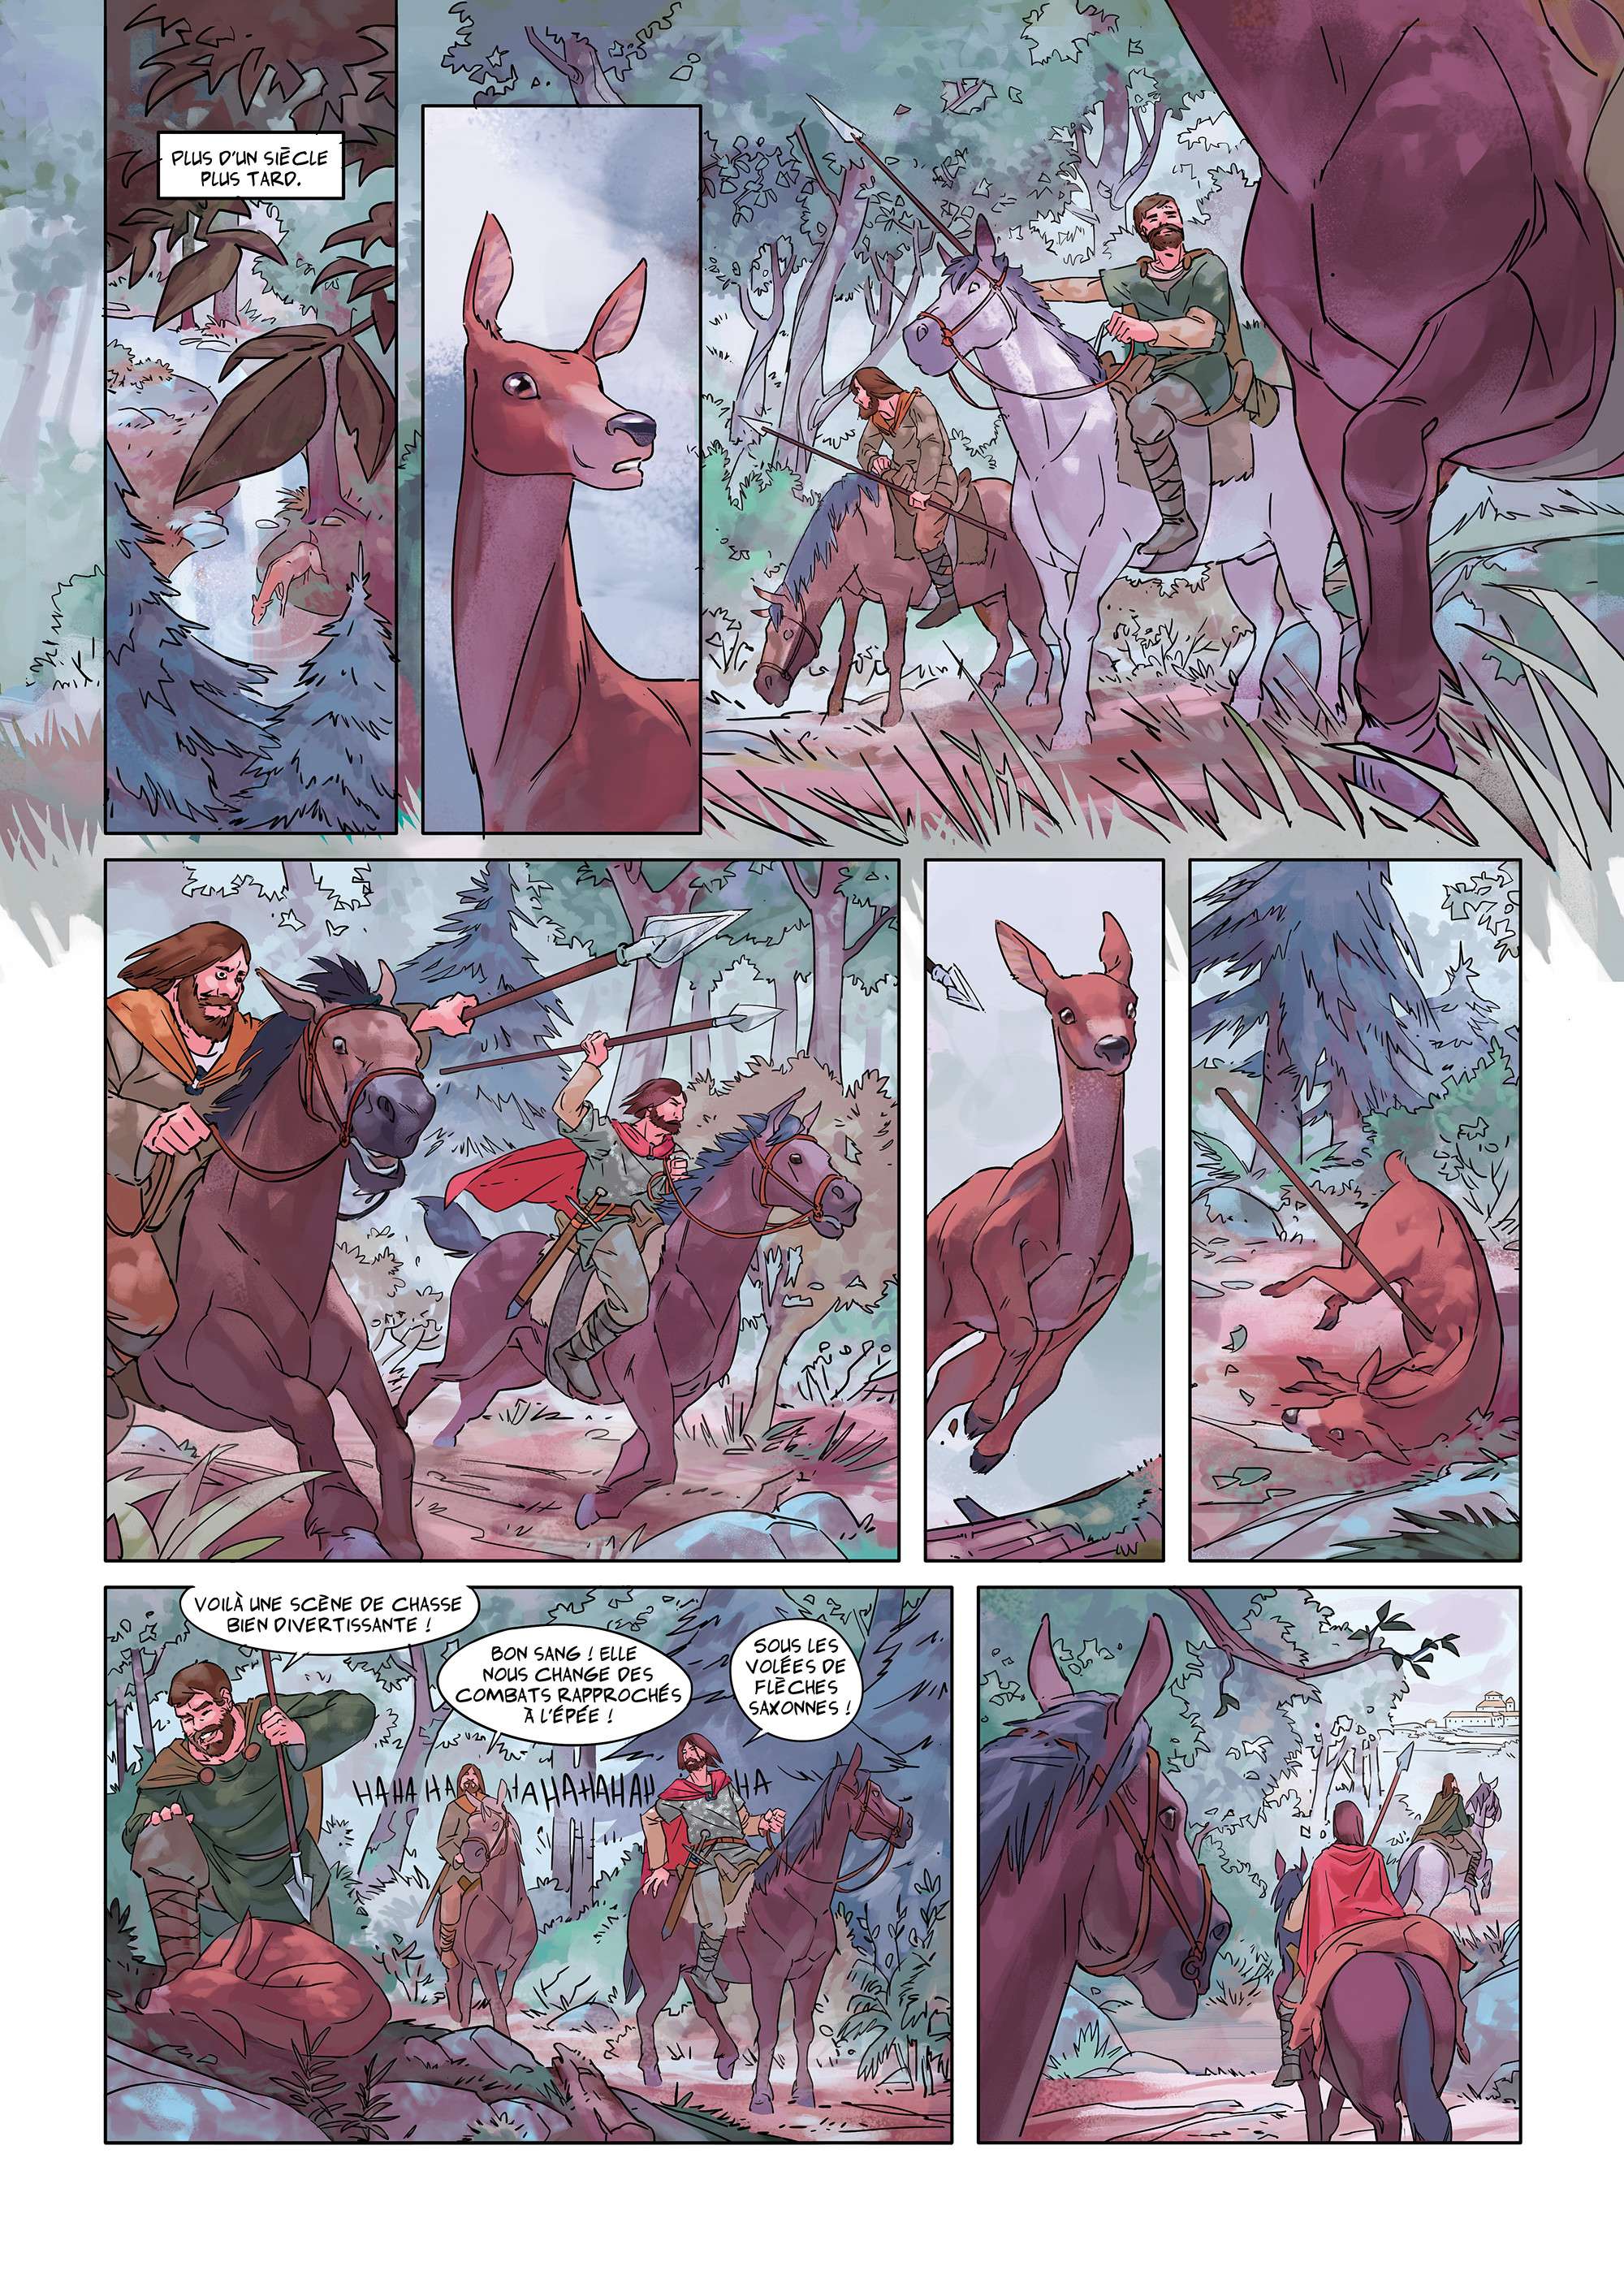 PLUS D'UN SIÈCLE
PLUS TARD.
VOILÀ UNE SCÈNE DE CHASSE
BIEN DIVERTISSANTE !
BON SANG ! ELLE
NOUS CHANGE DES
COMBATS RAPPROCHÉS
À L'ÉPÉE !
SOUS LES
VOLÉES DE
FLÈCHES
SAXONNES !
HAHAHA HAHAHAHAH HA